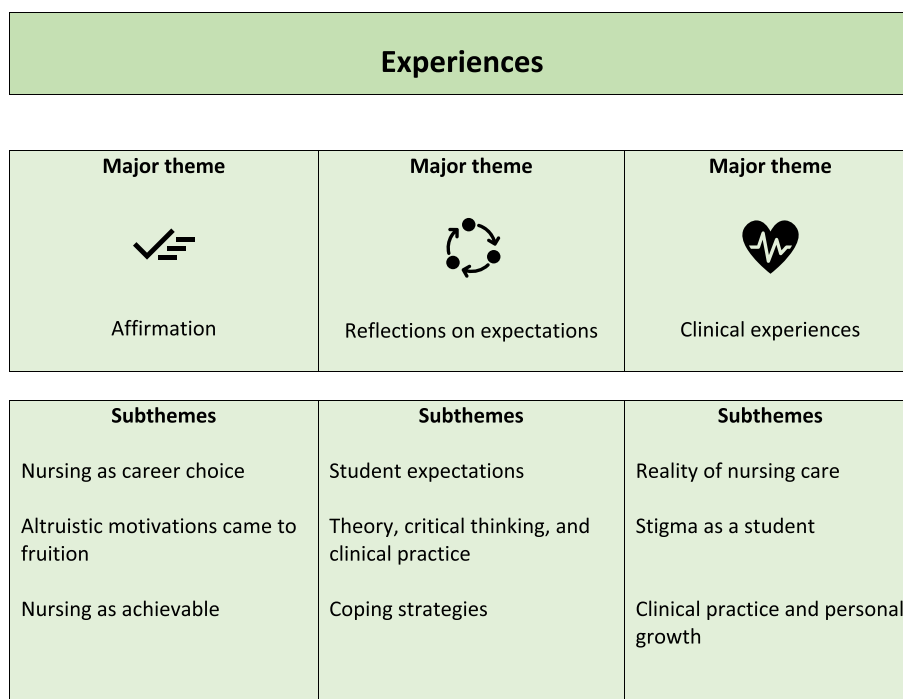 Experiences
Major theme
Major theme
Major theme
Affirmation
Reflections on expectations
Clinical experiences
Subthemes
Nursing as career choice
Altruistic motivations came to
fruition
Nursing as achievable
Subthemes
Student expectations
Theory, critical thinking, and
clinical practice
Coping strategies
Subthemes
Reality of nursing care
Stigma as a student
Clinical practice and personal
growth